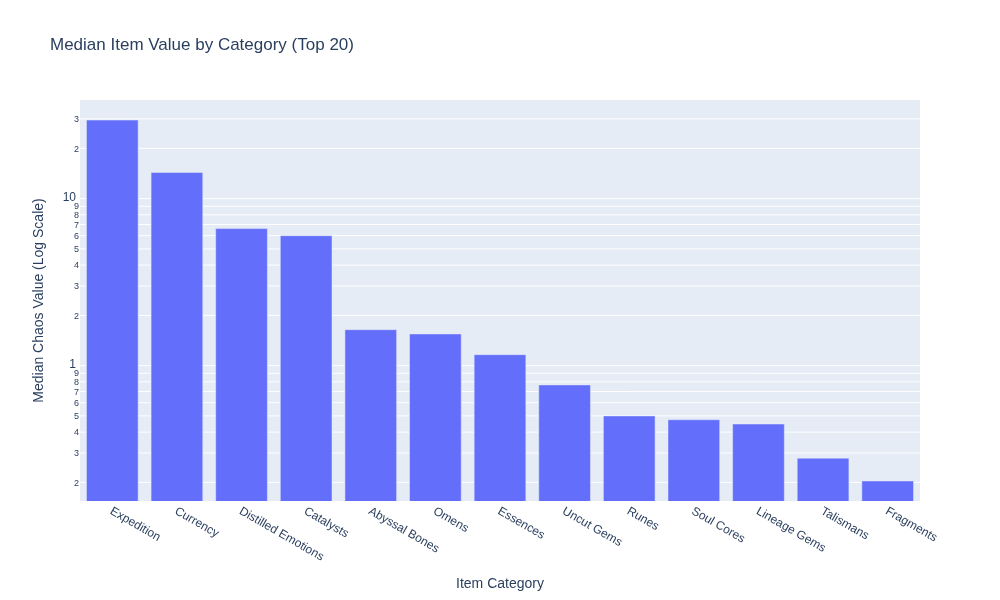 Median Item Value by Category (Top 20)
Median Chaos Value (Log Scale)
3
2
10
9
8
7
6
5
4
3
2
1
9
8
7
6
5
4
3
2
Expedition
Currency
Distilled Emotions
Catalysts
Abyssal Bones
Omens
Essences
Uncut Gems
Runes
Soul Cores
Lineage Gems
Talismans
Fragments
Item Category